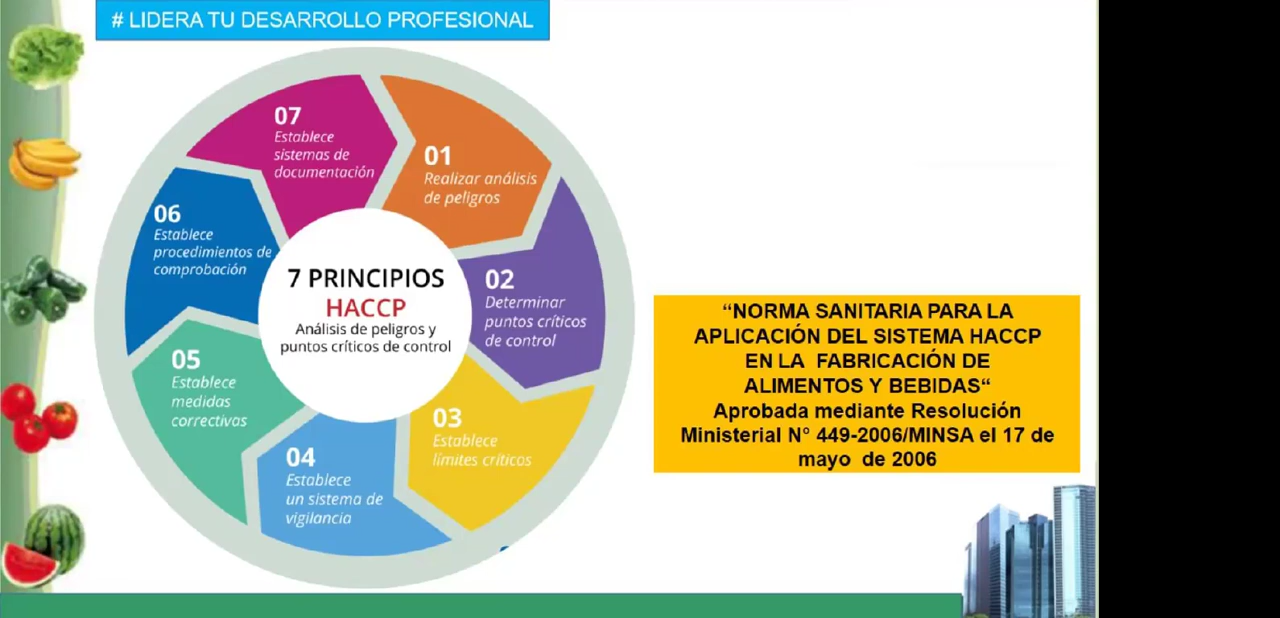 # LIDERA TU DESARROLLO PROFESIONAL
07
Establece
sistemas de
documentación
01
Realizar análisis
de peligros
06
Establece
procedimientos de
comprobación
02
Determinar
puntos críticos
de control
7 PRINCIPIOS
HACCP
Análisis de peligros y
puntos críticos de control
05
Establece
medidas
correctivas
03
Establece
límites críticos
04
Establece
un sistema de
vigilancia
“NORMA SANITARIA PARA LA
APLICACIÓN DEL SISTEMA HACCP
EN LA FABRICACIÓN DE
ALIMENTOS Y BEBIDAS“
Aprobada mediante Resolución
Ministerial N° 449-2006/MINSA el 17 de
mayo de 2006